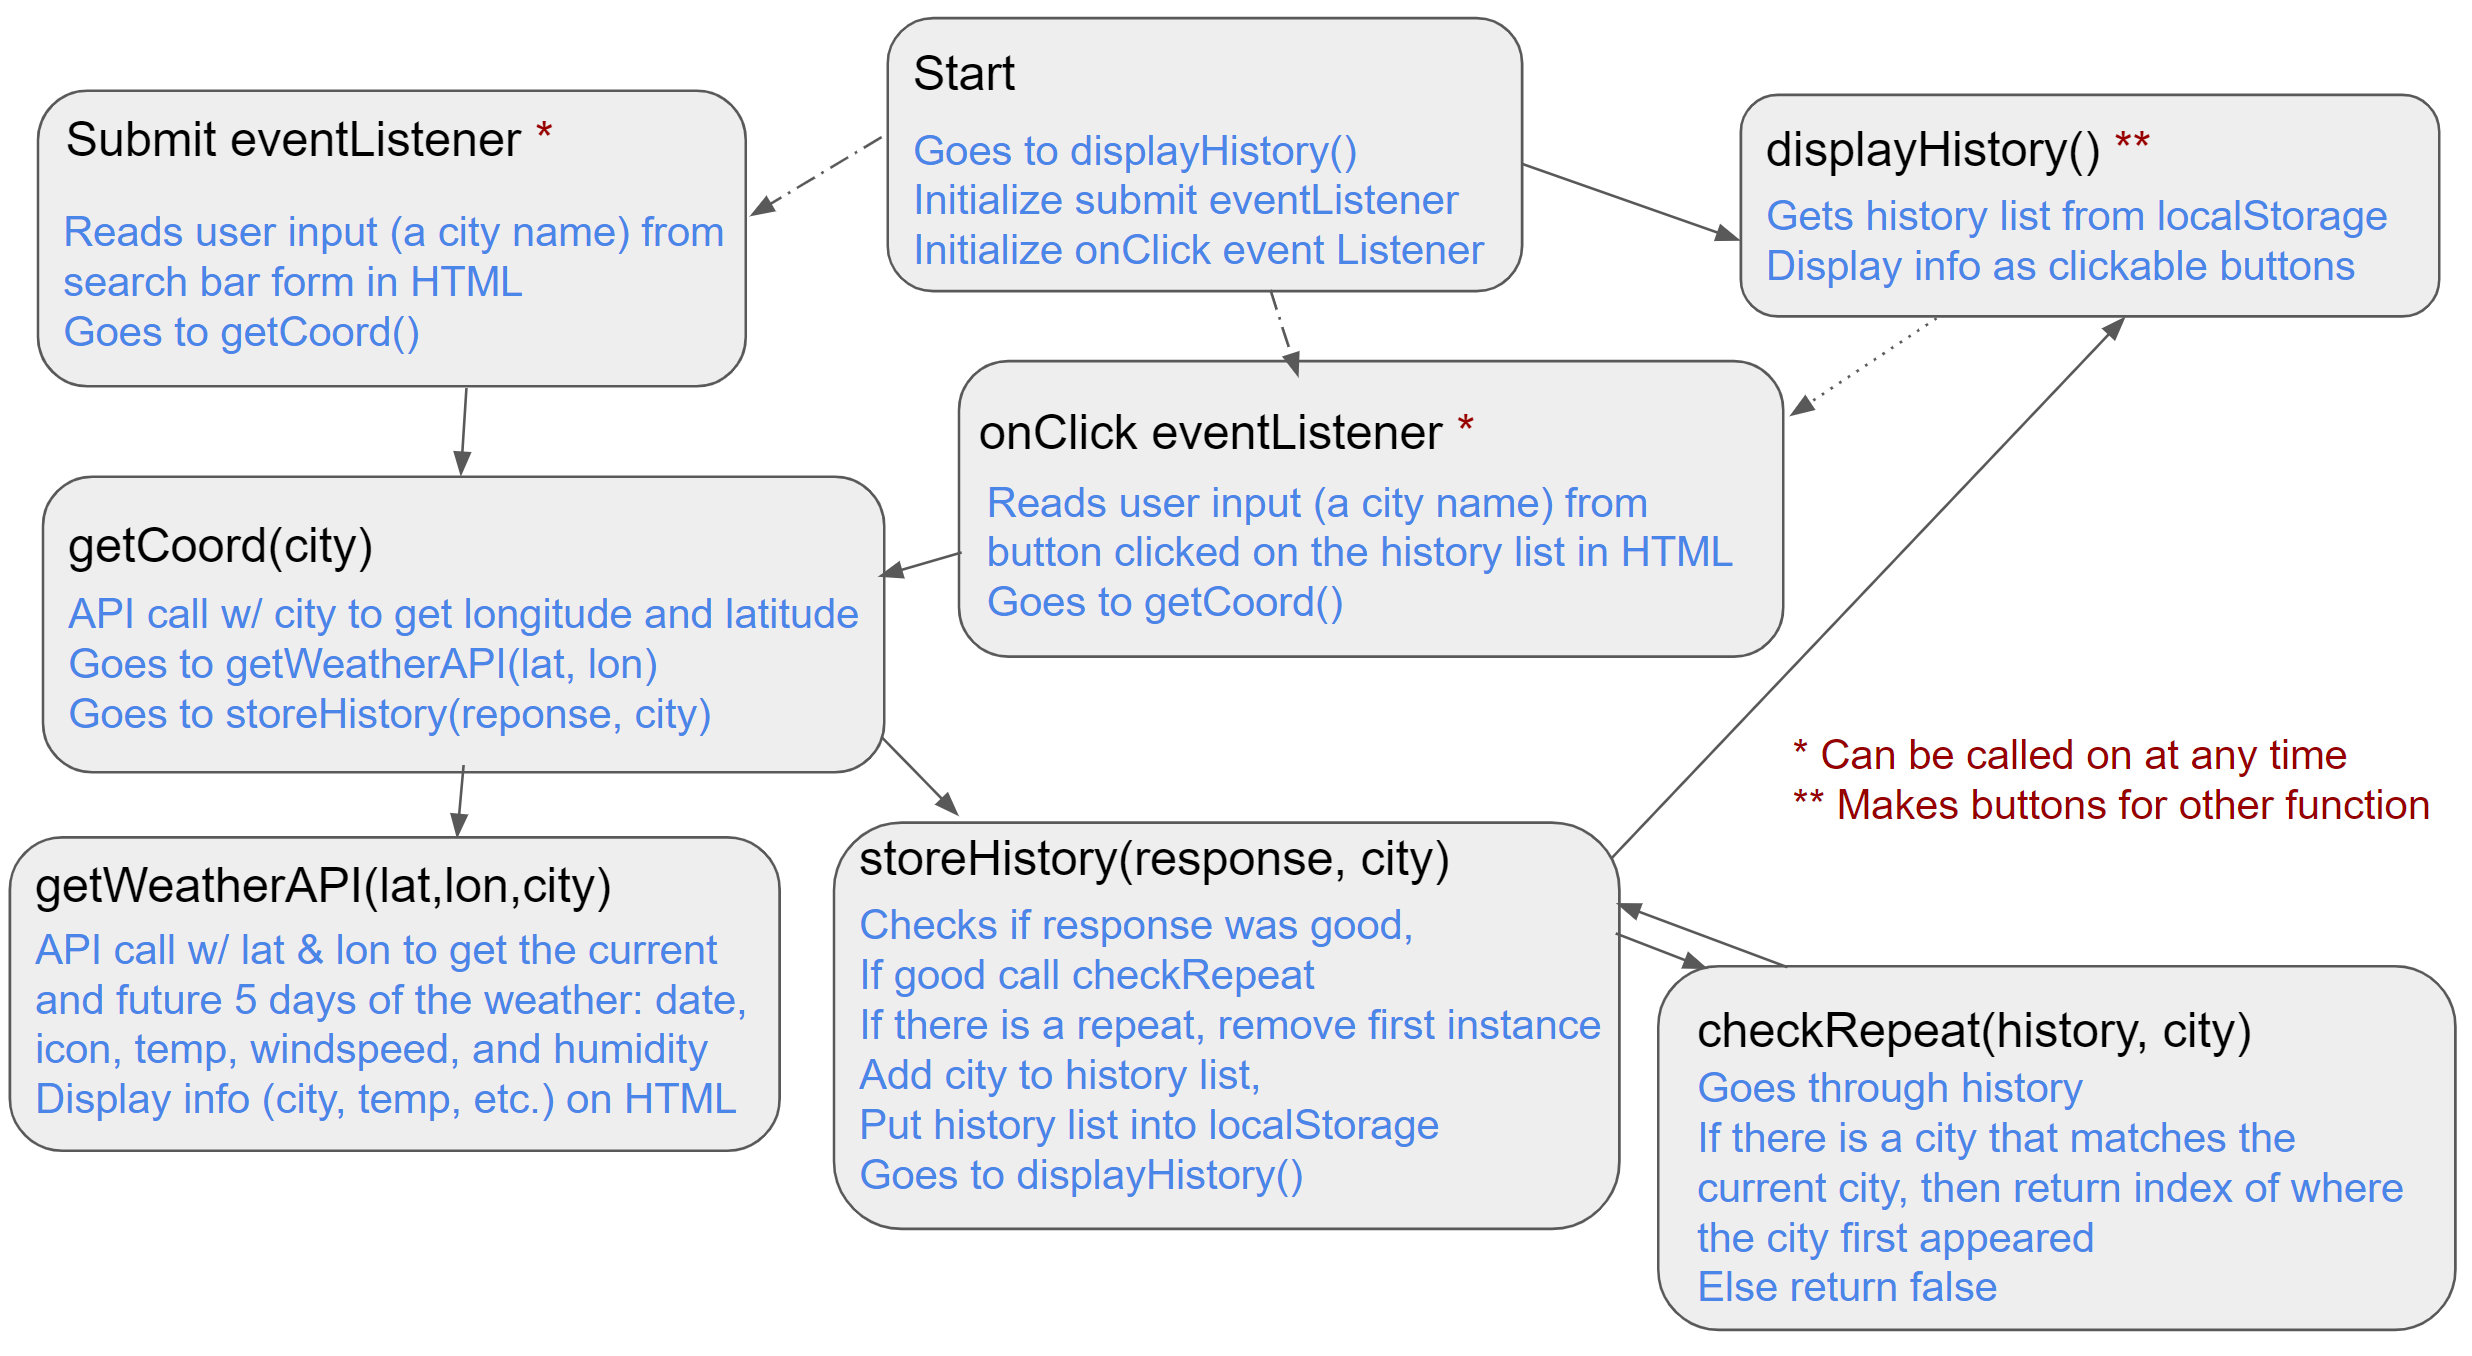 Start
Goes to displayHistory()
Initialize submit eventListener
Initialize onClick event Listener
Submit eventListener *
Reads user input (a city name) from
search bar form in HTML
Goes to getCoord()
displayHistory() **
Gets history list from localStorage
Display info as clickable buttons
onClick eventListener *
Reads user input (a city name) from
button clicked on the history list in HTML
Goes to getCoord()
getCoord(city)
API call w/ city to get longitude and latitude
Goes to getWeatherAPI(lat, lon)
Goes to storeHistory(reponse, city)
* Can be called on at any time
** Makes buttons for other function
getWeatherAPI(lat,lon,city)
API call w/ lat & lon to get the current
and future 5 days of the weather: date,
icon, temp, windspeed, and humidity
Display info (city, temp, etc.) on HTML
storeHistory(response, city)
Checks if response was good,
If good call checkRepeat
If there is a repeat, remove first instance
Add city to history list,
Put history list into localStorage
Goes to displayHistory()
checkRepeat(history, city)
Goes through history
If there is a city that matches the
current city, then return index of where
the city first appeared
Else return false